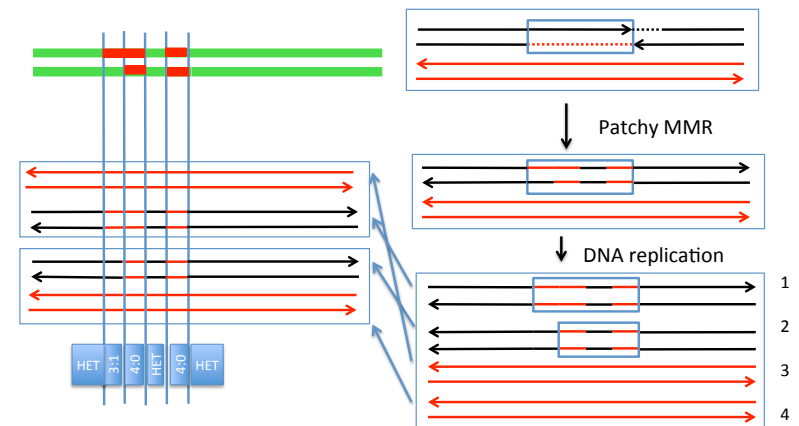 Patchy MMR
DNA replication
1
2
3
4
HET 3:1 4:0 HET 4:0 HET